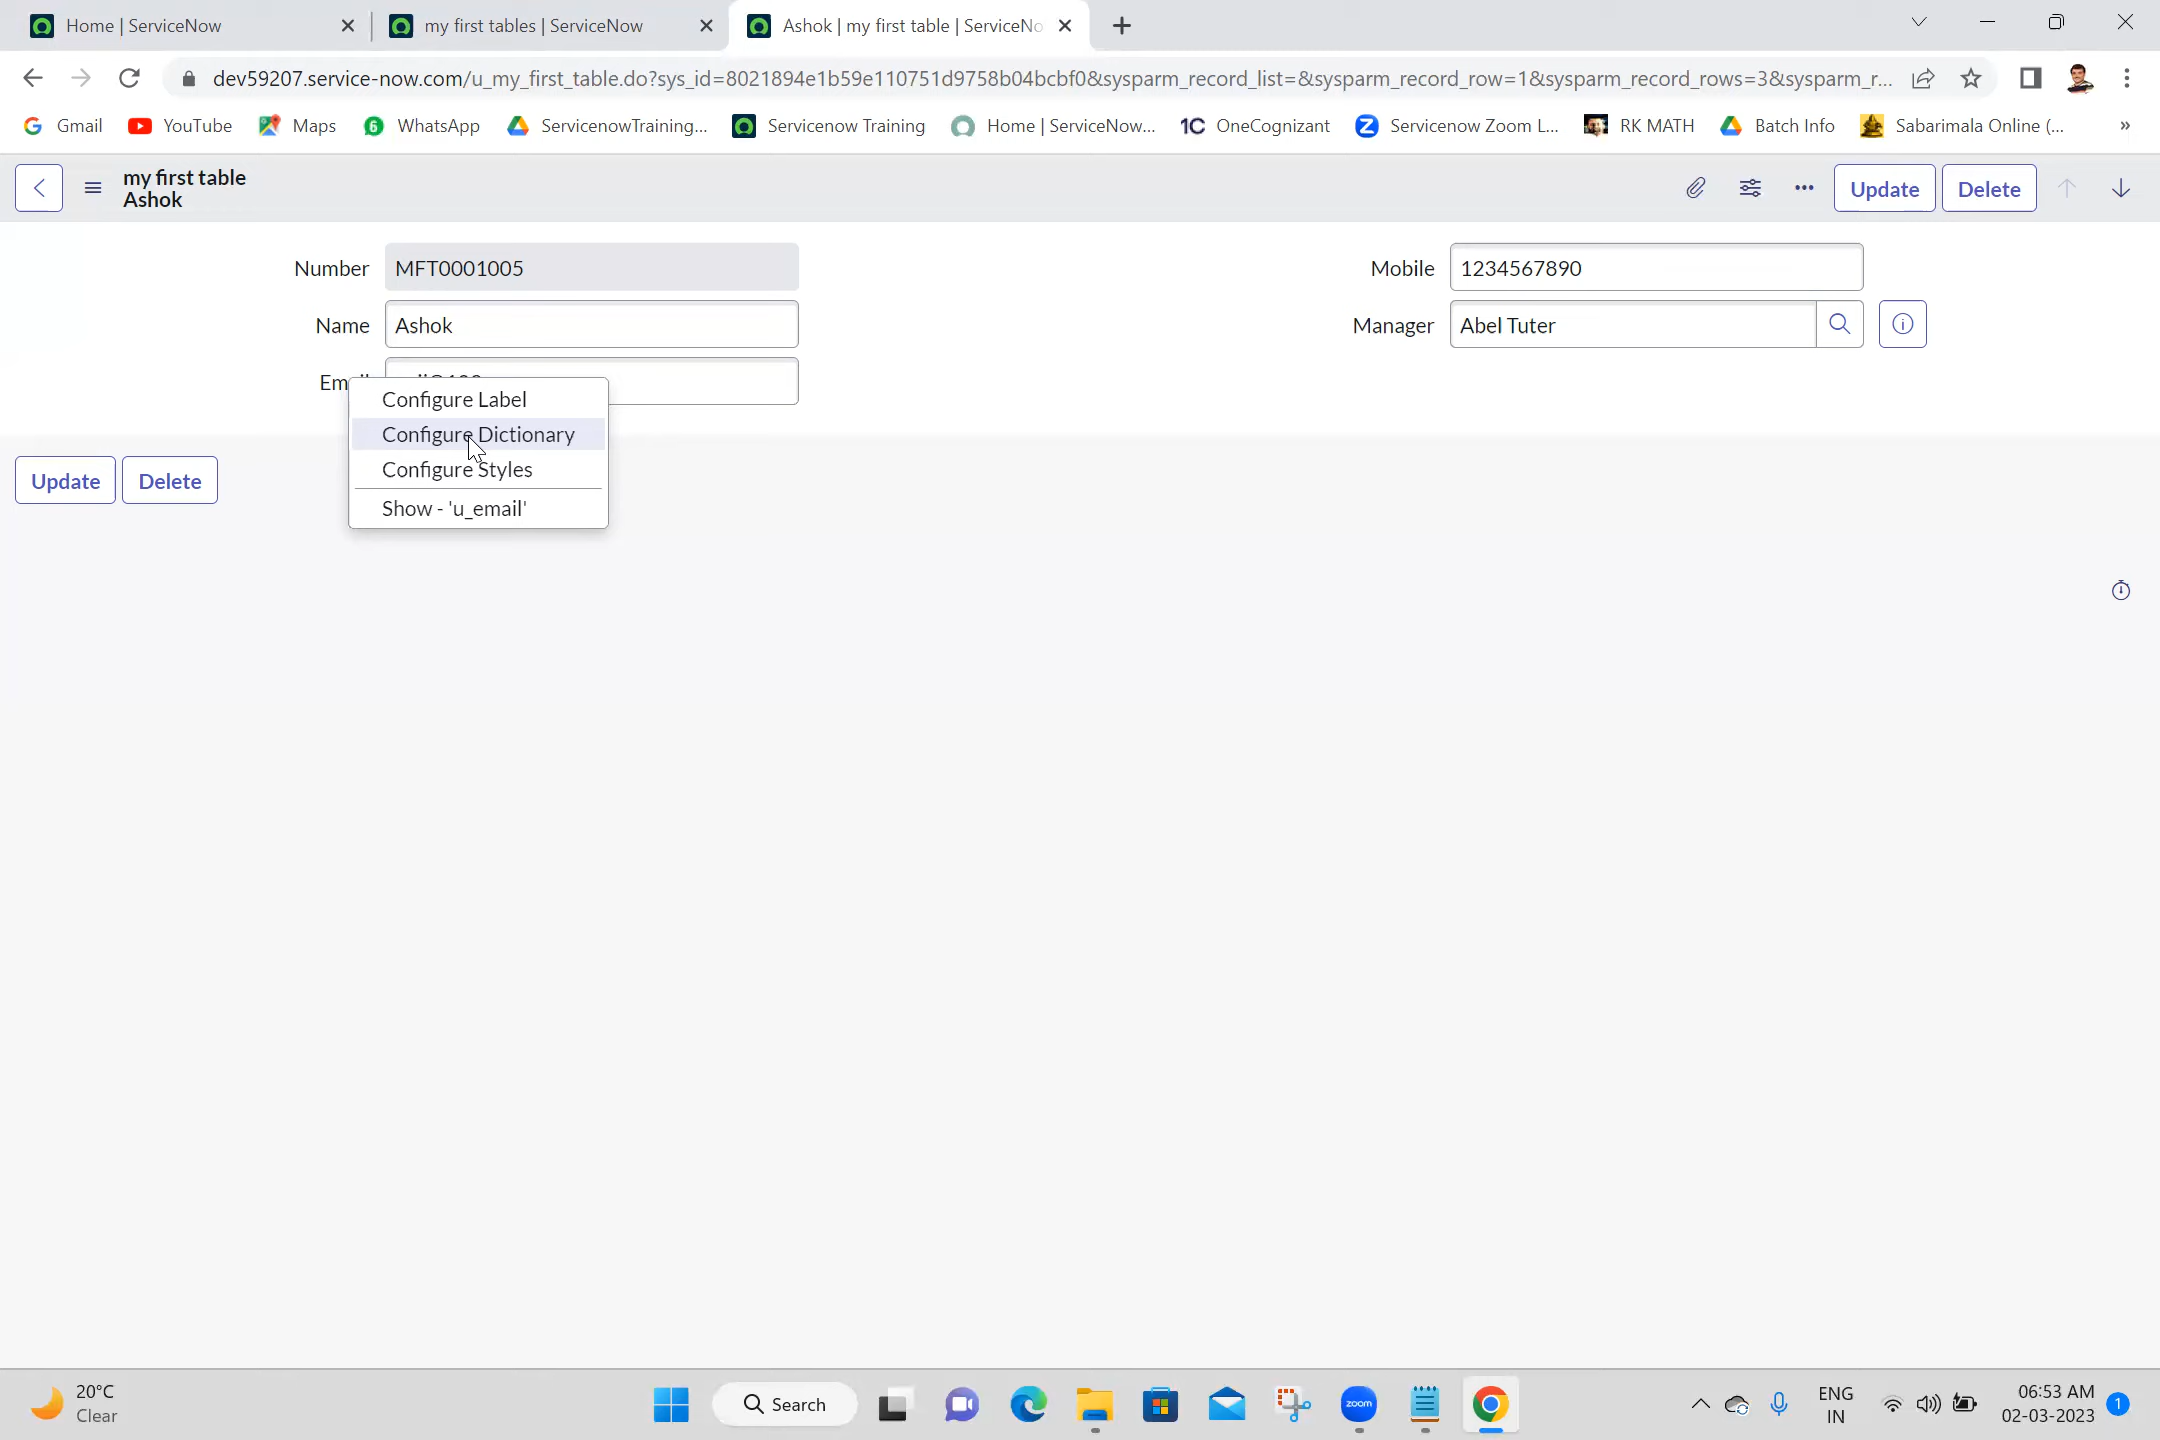 Home | ServiceNow
my first tables | ServiceNow
Ashok | my first table | ServiceNo
dev59207.service-now.com/u_my_first_table.do?sys_id=8021894e1b59e110751d9758b04bcbf0&sysparm_record_list=&sysparm_record_row=1&sysparm_record_rows=3&sysparm_r...
Gmail
YouTube
Maps
6
WhatsApp
ServicenowTraining...
Servicenow Training
Home | ServiceNow...
1C OneCognizant
Z
Servicenow Zoom L...
RK MATH
Batch Info
Sabarimala Online (...
»
my first table
Ashok
Update
Delete
Number
MFT0001005
Mobile
1234567890
Name
Ashok
Manager
Abel Tuter
Configure Label
Configure Dictionary
Configure Styles
Show - 'u_email'
Update
Delete
20°C
Clear
Search
zoom
ENG
IN
06:53 AM
02-03-2023
1